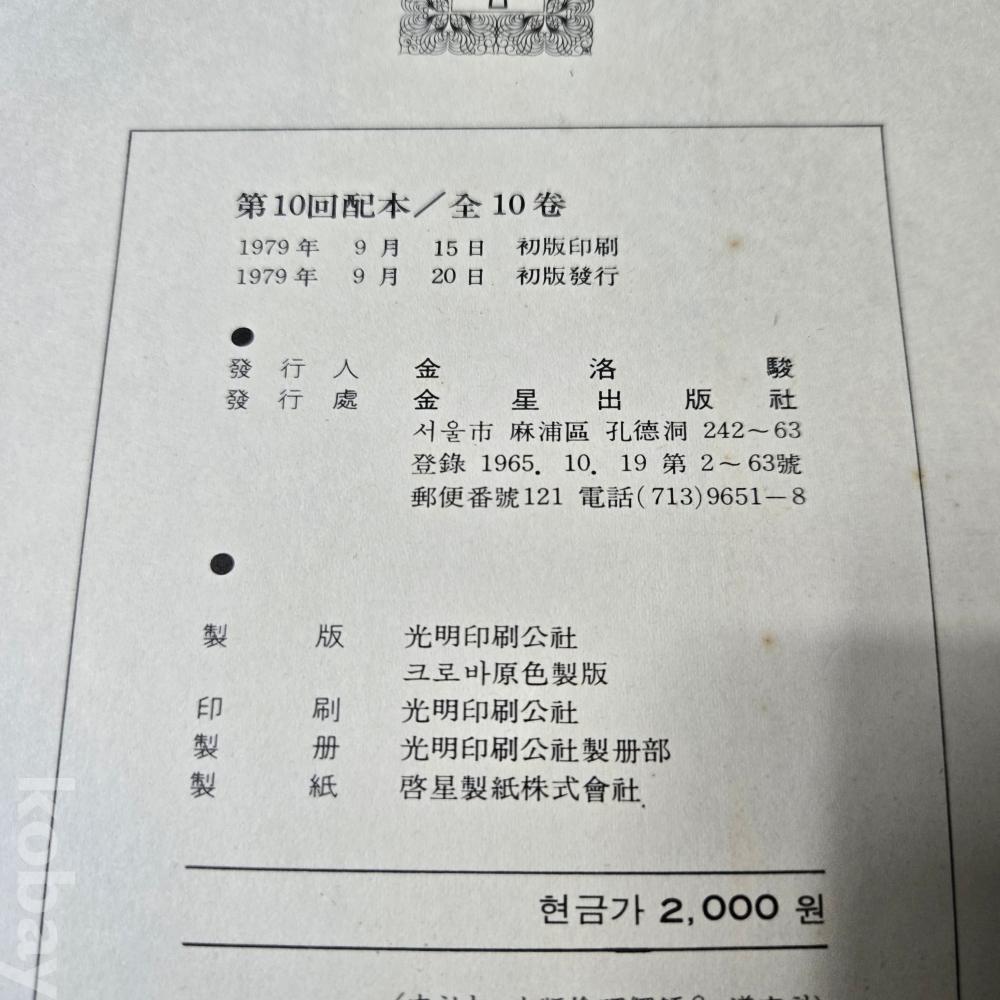 第10回配本／全10卷
1979年 9月 15日 初版印刷
1979年 9月 20日 初版發行
●
發行人 金洛駿
發行處 金星出版社
서울市 麻浦區 孔德洞 242～63
登錄 1965. 10. 19 第2～63號
郵便番號121 電話(713)9651—8
●
製版 光明印刷公社
크로바原色製版
印刷 光明印刷公社
製册 光明印刷公社製册部
製紙 啓星製紙株式會社
현금가 2,000 원
kobay